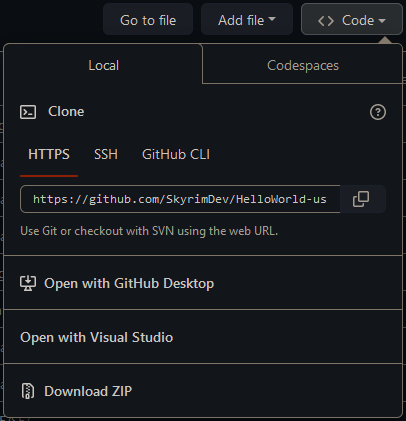 Go to file Add file Code
Local Codespaces
Clone
HTTPS SSH GitHub CLI
https://github.com/SkyrimDev/HelloWorld-us
Use Git or checkout with SVN using the web URL.
Open with GitHub Desktop
Open with Visual Studio
Download ZIP